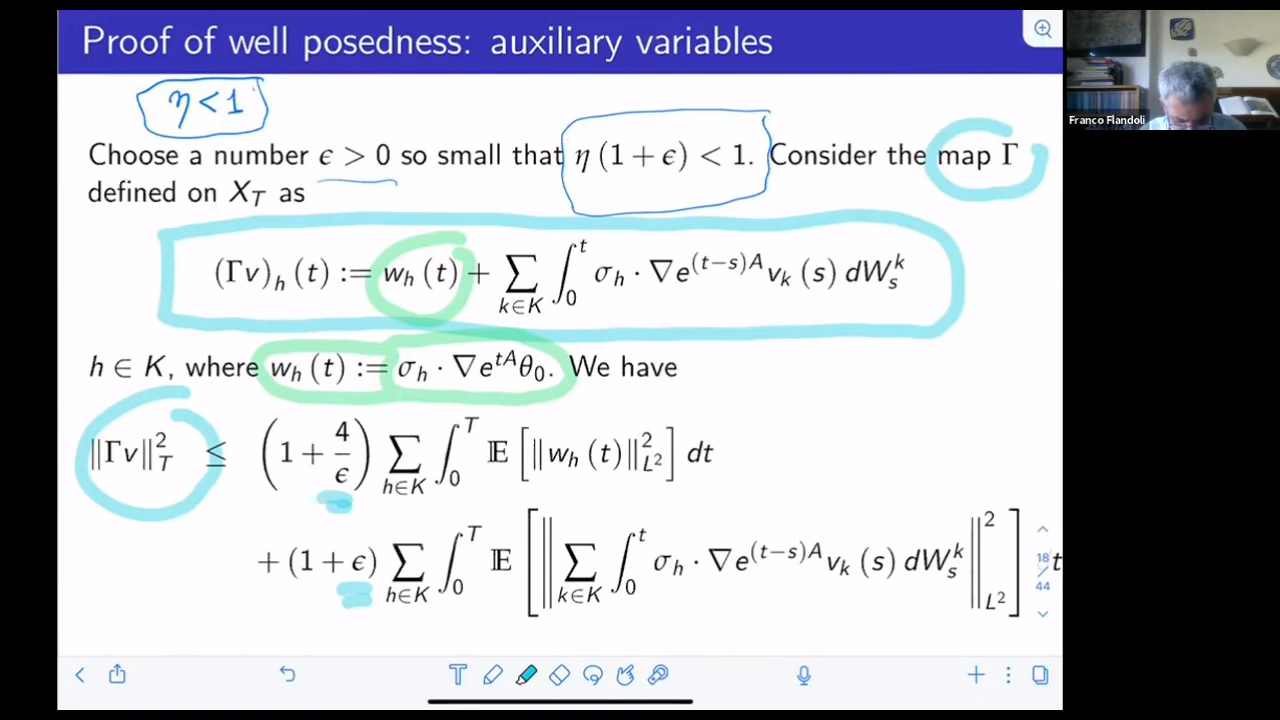 Proof of well posedness: auxiliary variables
η < 1
Choose a number ϵ > 0 so small that η (1 + ϵ) < 1. Consider the map Γ
defined on X_T as
(Γv)_h (t) := w_h (t) + ∑_{k∈K} ∫_0^t σ_h · ∇e^{(t−s)A} v_k (s) dW_s^k
h ∈ K, where w_h (t) := σ_h · ∇e^{tA}θ_0. We have
‖Γv‖_T^2 ≤ (1 + 4/ϵ) ∑_{h∈K} ∫_0^T 𝔼 [‖w_h (t)‖_{L^2}^2] dt
+ (1 + ϵ) ∑_{h∈K} ∫_0^T 𝔼 [‖∑_{k∈K} ∫_0^t σ_h · ∇e^{(t−s)A} v_k (s) dW_s^k‖_{L^2}^2] t
18
44
T
Franco Flandoli